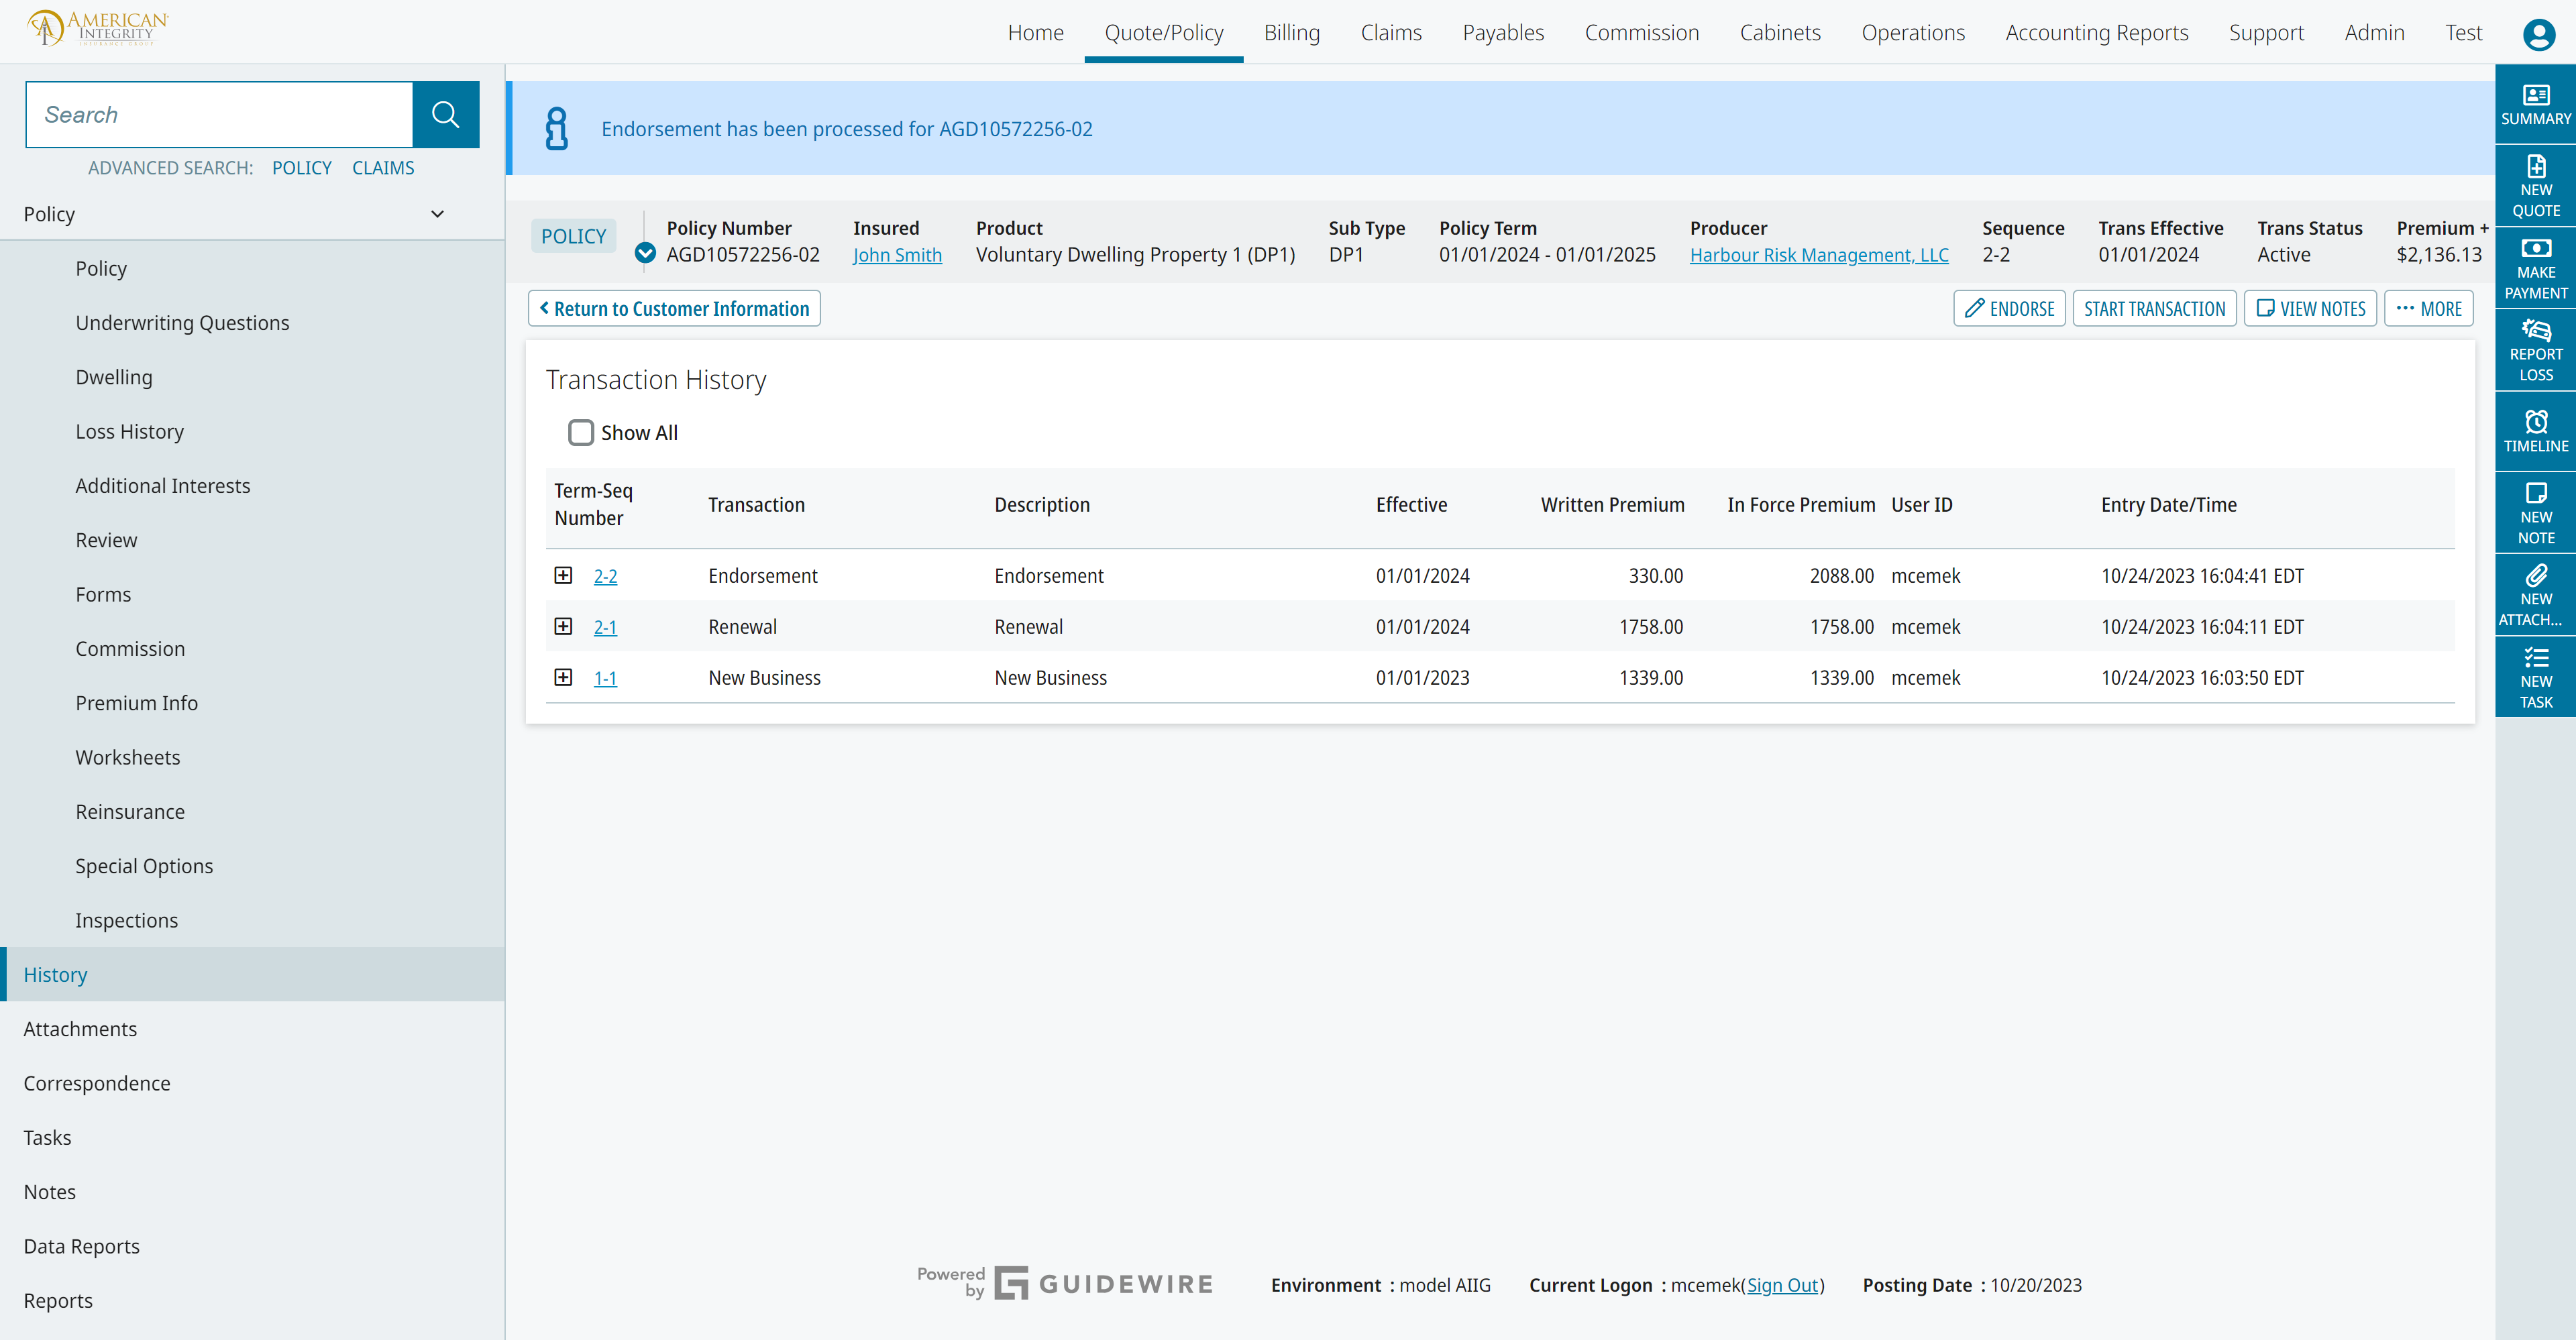 AMERICAN
INTEGRITY
INSURANCE GROUP
Home
Quote/Policy
Billing
Claims
Payables
Commission
Cabinets
Operations
Accounting Reports
Support
Admin
Test
Search
ADVANCED SEARCH: POLICY CLAIMS
Policy
Policy
Underwriting Questions
Dwelling
Loss History
Additional Interests
Review
Forms
Commission
Premium Info
Worksheets
Reinsurance
Special Options
Inspections
History
Attachments
Correspondence
Tasks
Notes
Data Reports
Reports
Endorsement has been processed for AGD10572256-02
POLICY
Policy Number Insured Product Sub Type Policy Term Producer Sequence Trans Effective Trans Status Premium +
AGD10572256-02 John Smith Voluntary Dwelling Property 1 (DP1) DP1 01/01/2024 - 01/01/2025 Harbour Risk Management, LLC 2-2 01/01/2024 Active $2,136.13
Return to Customer Information
ENDORSE
START TRANSACTION
VIEW NOTES
MORE
Transaction History
Show All
Term-Seq Number Transaction Description Effective Written Premium In Force Premium User ID Entry Date/Time
2-2 Endorsement Endorsement 01/01/2024 330.00 2088.00 mcemek 10/24/2023 16:04:41 EDT
2-1 Renewal Renewal 01/01/2024 1758.00 1758.00 mcemek 10/24/2023 16:04:11 EDT
1-1 New Business New Business 01/01/2023 1339.00 1339.00 mcemek 10/24/2023 16:03:50 EDT
SUMMARY
NEW
QUOTE
MAKE
PAYMENT
REPORT
LOSS
TIMELINE
NEW
NOTE
NEW
ATTACH...
NEW
TASK
Powered
by
GUIDEWIRE
Environment : model AIIG
Current Logon : mcemek(Sign Out)
Posting Date : 10/20/2023